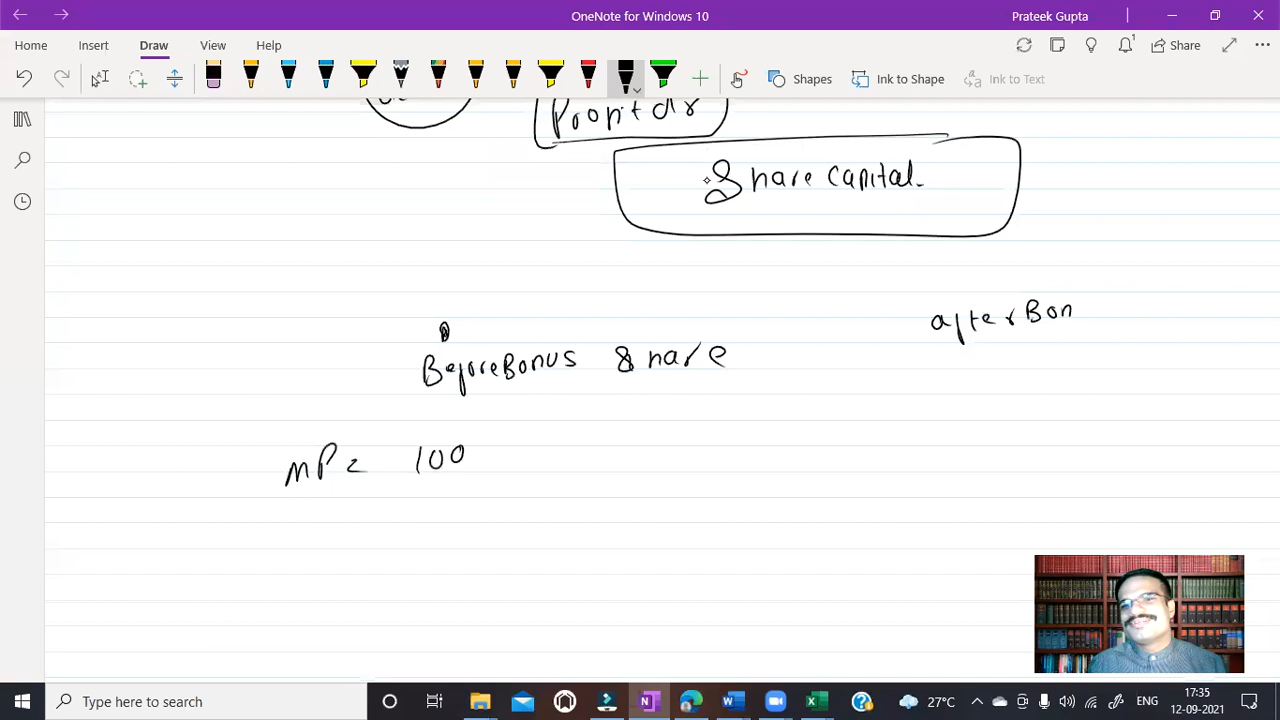 OneNote for Windows 10
Prateek Gupta
Home Insert Draw View Help
Share
Shapes
Ink to Shape
Ink to Text
Share capital.
after Bon
Before Bonus Share
MP = 100
Type here to search
27°C
ENG
17:35
12-09-2021